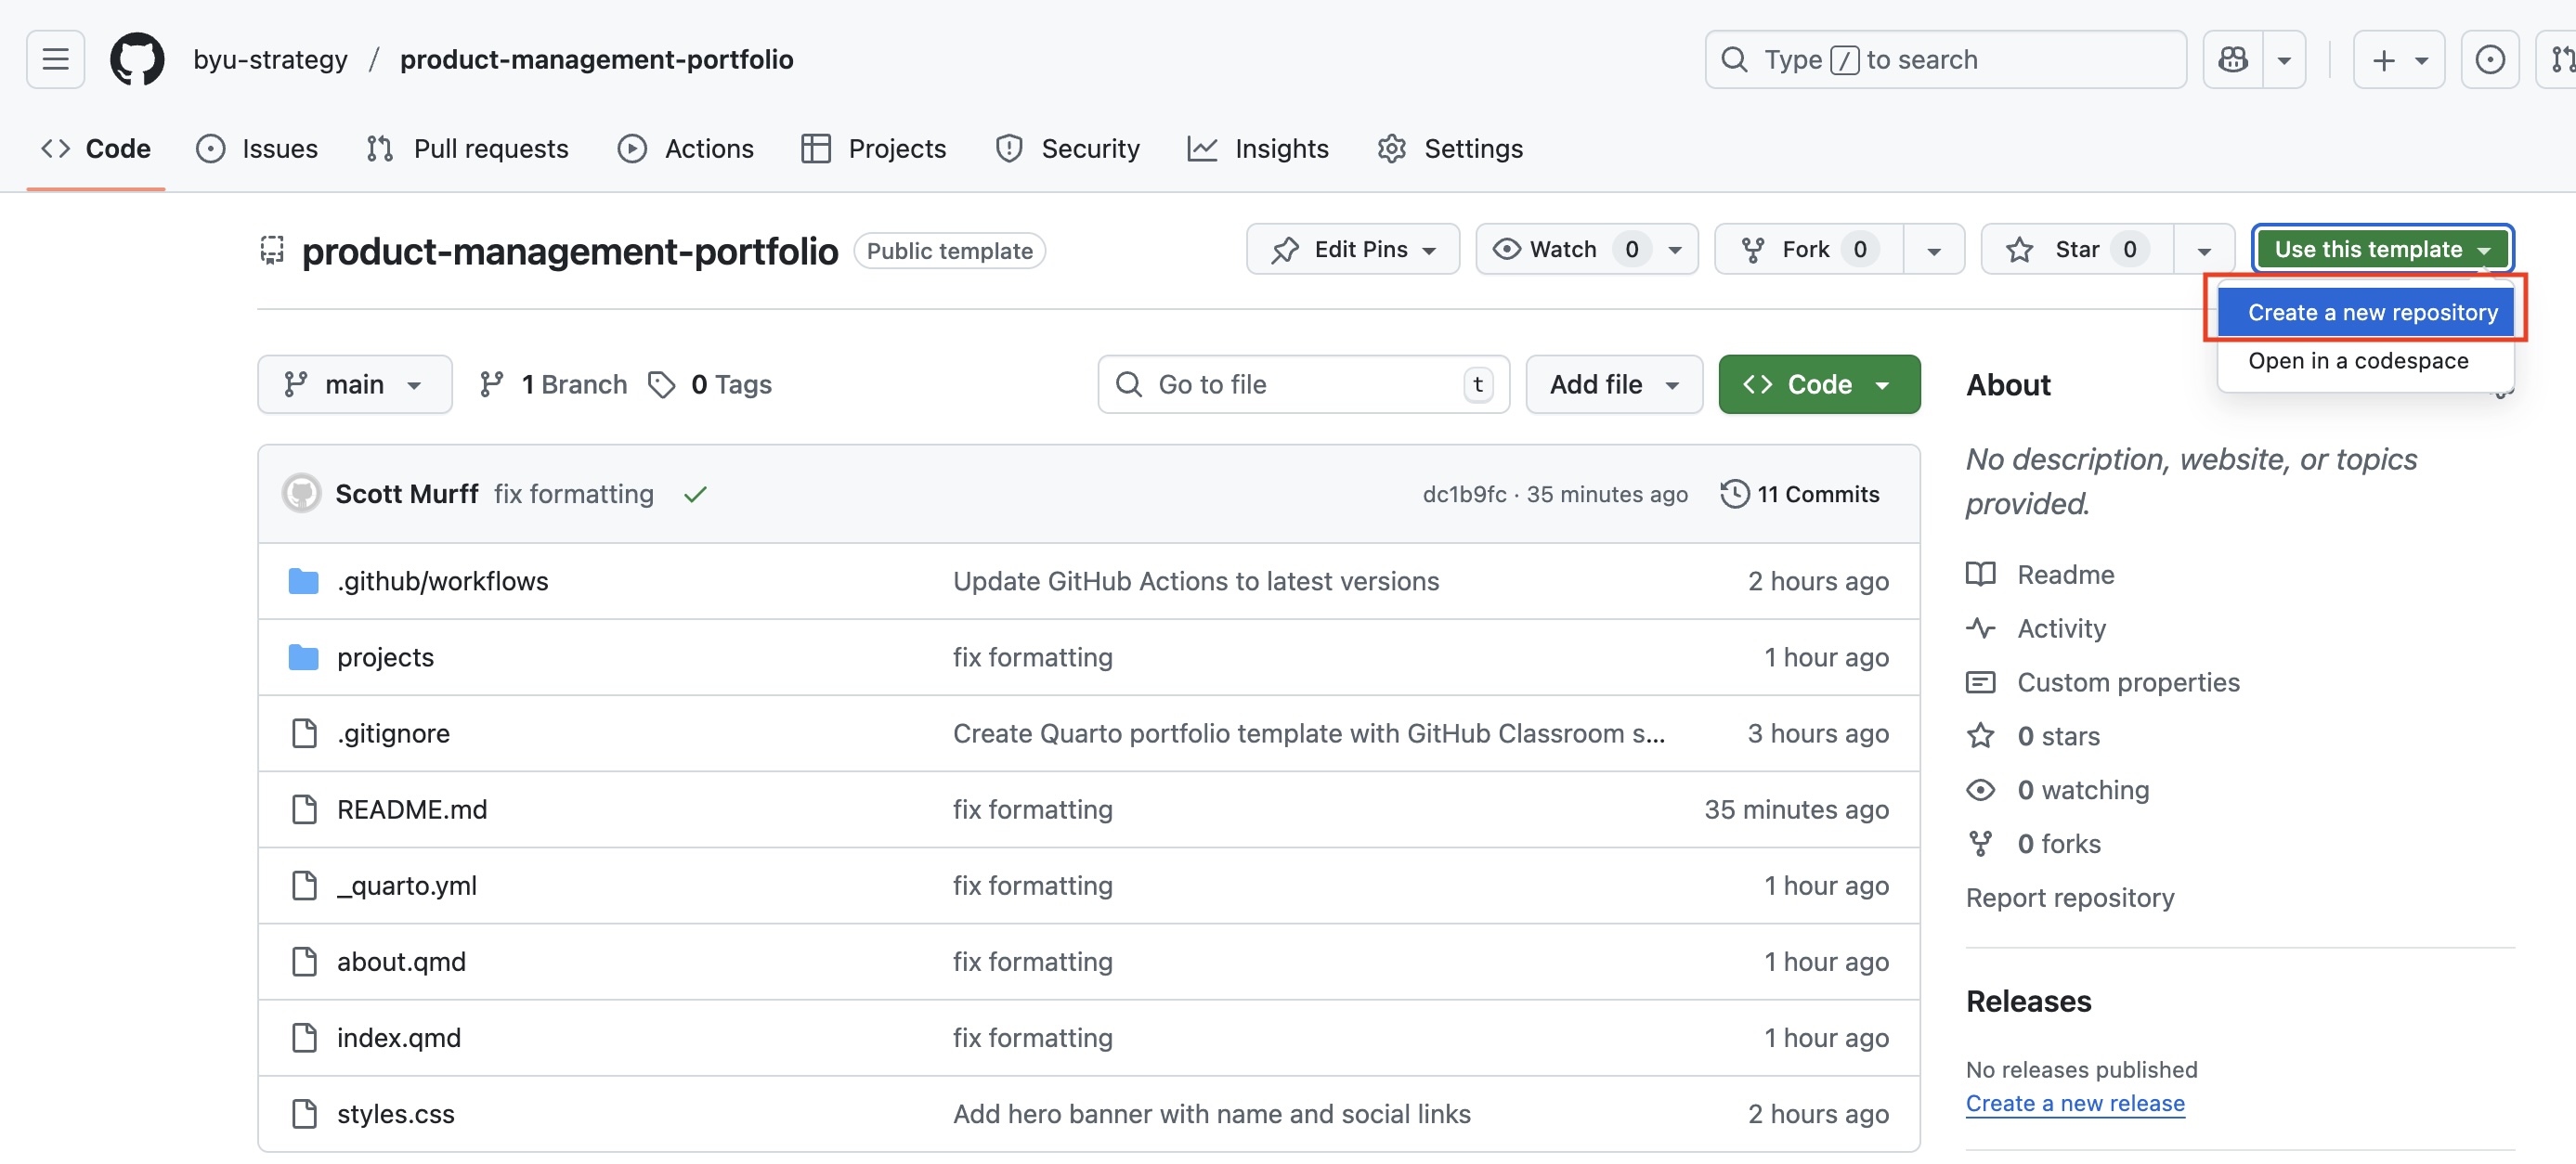 byu-strategy / product-management-portfolio
Type / to search
Code Issues Pull requests Actions Projects Security Insights Settings
product-management-portfolio Public template
Edit Pins Watch 0 Fork 0 Star 0 Use this template
Create a new repository
Open in a codespace
main 1 Branch 0 Tags
Go to file t Add file Code
Scott Murff fix formatting dc1b9fc · 35 minutes ago 11 Commits
.github/workflows Update GitHub Actions to latest versions 2 hours ago
projects fix formatting 1 hour ago
.gitignore Create Quarto portfolio template with GitHub Classroom s... 3 hours ago
README.md fix formatting 35 minutes ago
_quarto.yml fix formatting 1 hour ago
about.qmd fix formatting 1 hour ago
index.qmd fix formatting 1 hour ago
styles.css Add hero banner with name and social links 2 hours ago
About
No description, website, or topics
provided.
Readme
Activity
Custom properties
0 stars
0 watching
0 forks
Report repository
Releases
No releases published
Create a new release